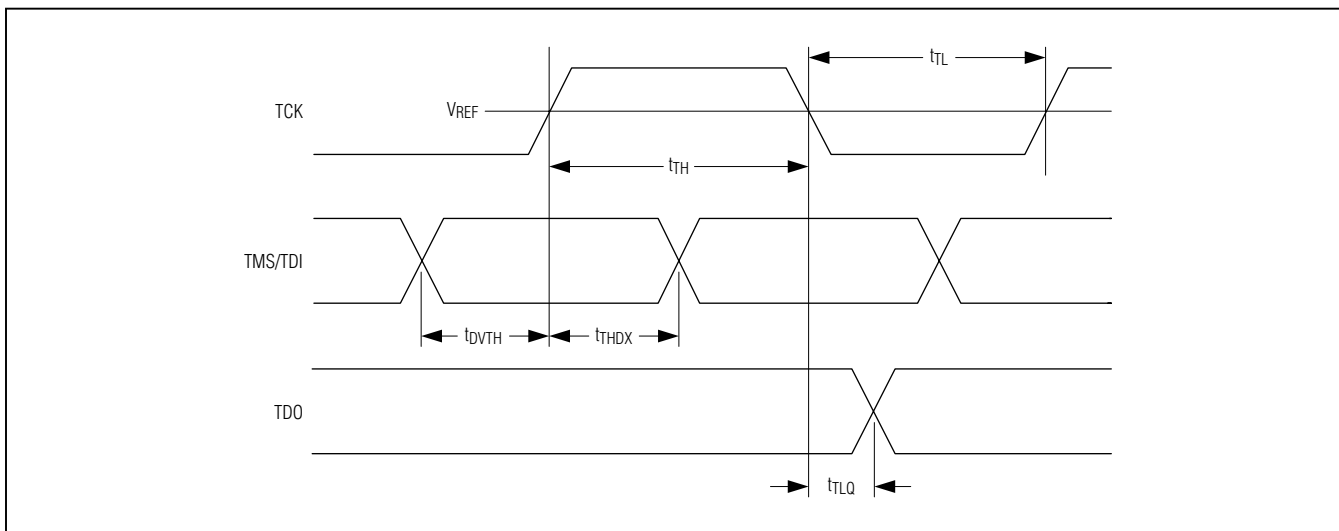 tTL
TCK
VREF
tTH
TMS/TDI
tDVTH
tTHDX
TDO
tTLQ